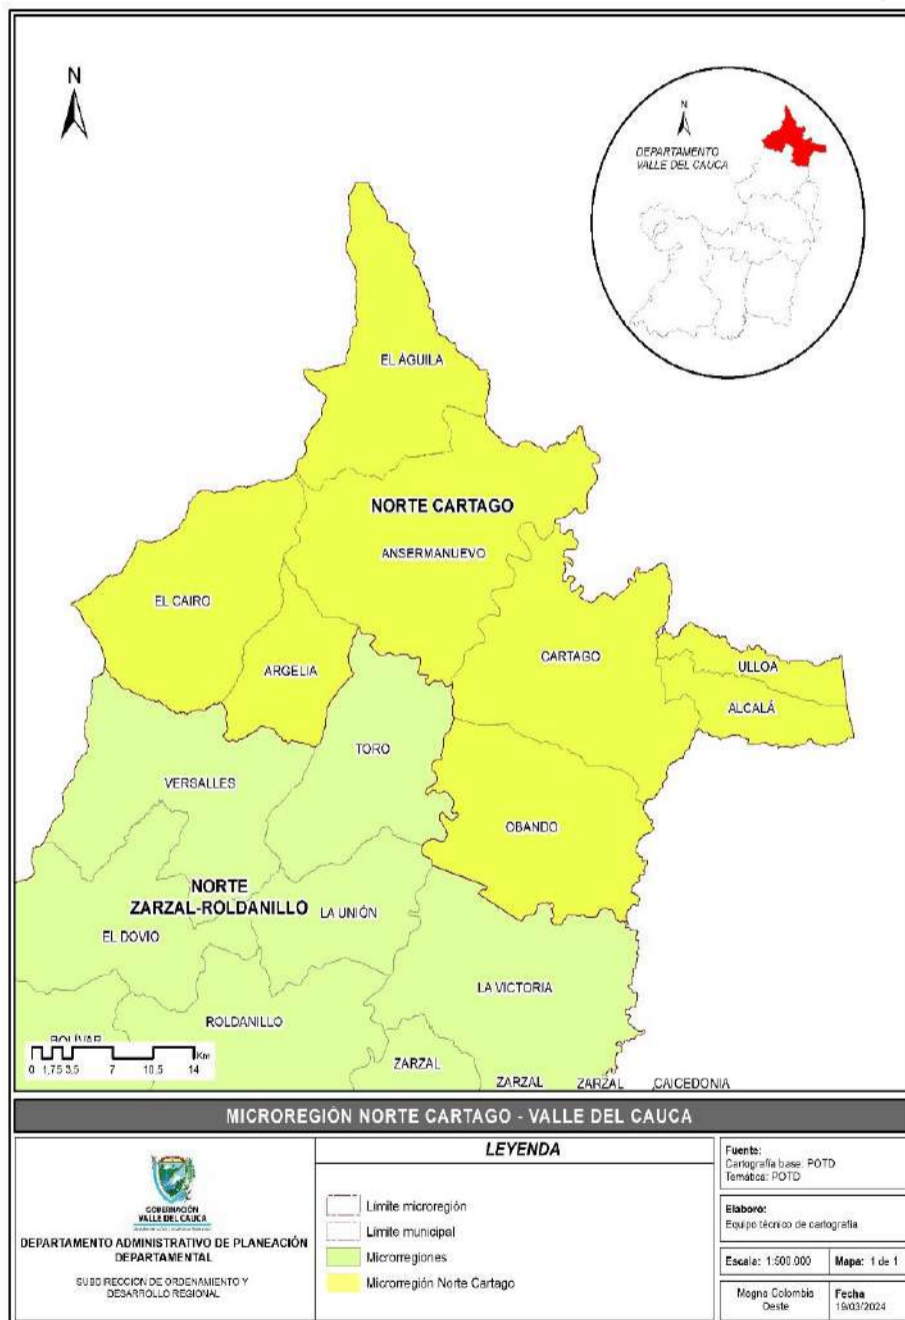 N
N
DEPARTAMENTO
VALLE DEL CAUCA
EL ÁGUILA
NORTE CARTAGO
ANSERMANUEVO
EL CAIRO
CARTAGO
ULLOA
ARGELIA
ALCALÁ
TORO
VERSALLES
OBANDO
NORTE
ZARZAL-ROLDANILLO
LA UNIÓN
EL DOVIO
LA VICTORIA
ROLDANILLO
BOLÍVAR
ZARZAL
ZARZAL
ZARZAL
CAICEDONIA
Km
0 1,75 3,5 7 10,5 14
MICROREGIÓN NORTE CARTAGO - VALLE DEL CAUCA
GOBERNACIÓN
VALLE DEL CAUCA
DEPARTAMENTO ADMINISTRATIVO DE PLANEACIÓN
DEPARTAMENTAL
SUBDIRECCIÓN DE ORDENAMIENTO Y
DESARROLLO REGIONAL
LEYENDA
Límite microregión
Límite municipal
Microrregiones
Microrregión Norte Cartago
Fuente:
Cartografía base: POTD
Temática: POTD
Elaboró:
Equipo técnico de cartografía
Escala: 1:500.000
Mapa: 1 de 1
Magna Colombia
Oeste
Fecha
19/03/2024